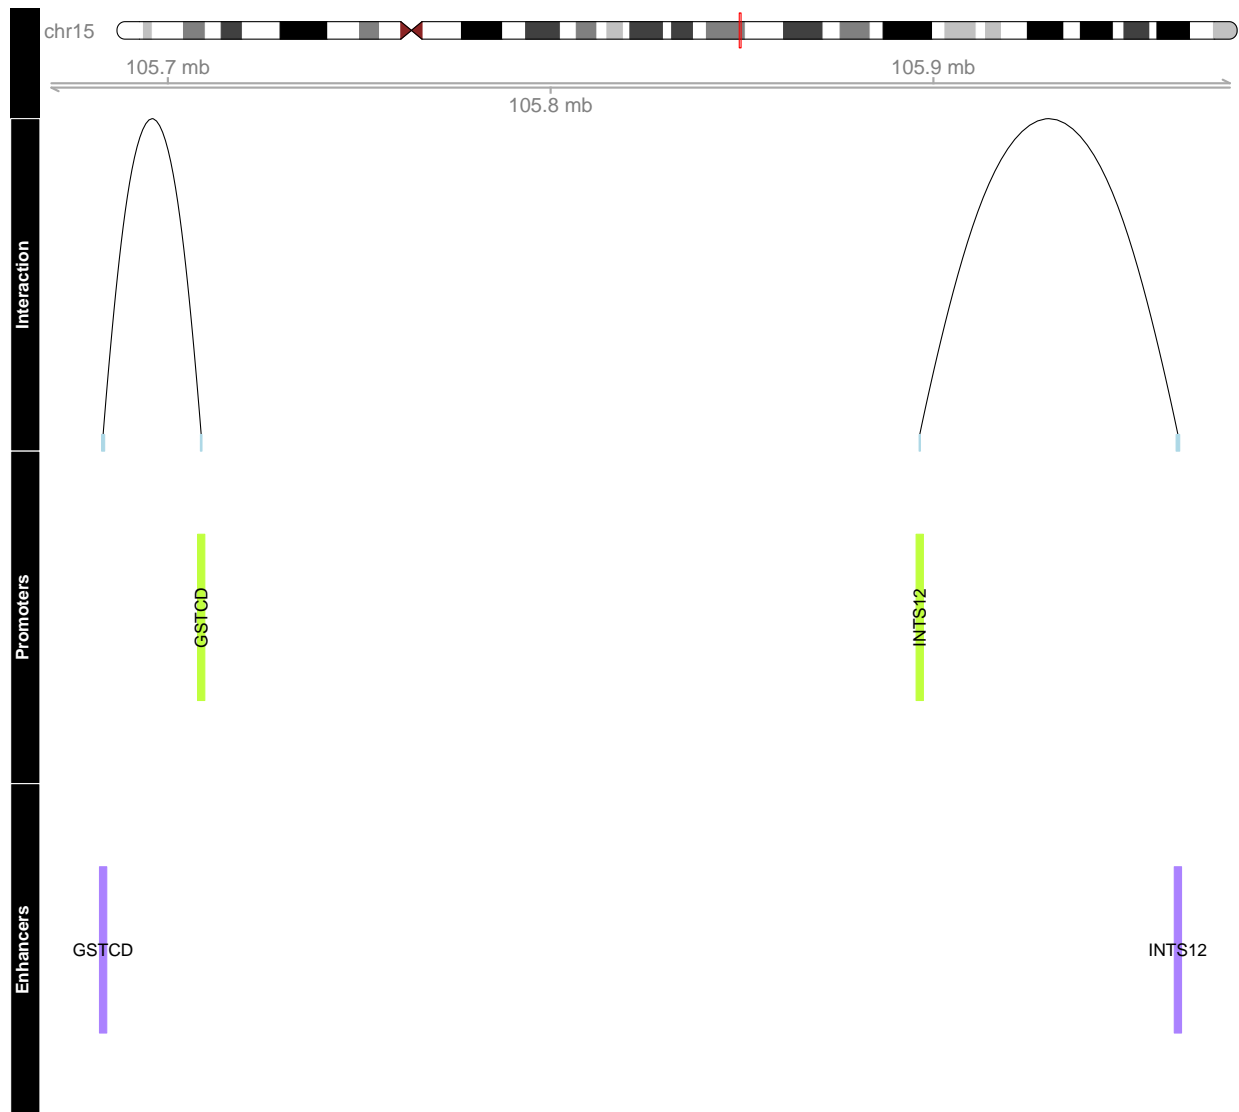 chr15
105.7 mb
105.9 mb
105.8 mb
Interaction
Promoters
GSTCD
INTS12
Enhancers
GSTCD
INTS12